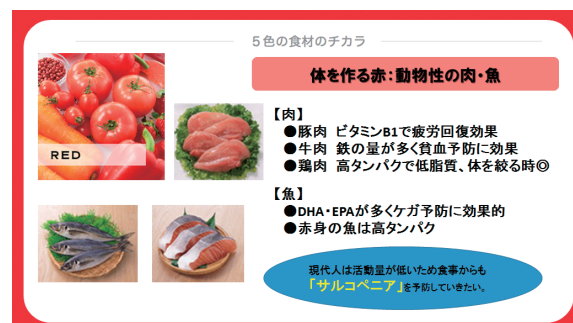 ５色の食材のチカラ
体を作る赤：動物性の肉・魚
RED
【肉】
●豚肉 ビタミンB1で疲労回復効果
●牛肉 鉄の量が多く貧血予防に効果
●鶏肉 高タンパクで低脂質、体を絞る時◎
【魚】
●DHA・EPAが多くケガ予防に効果的
●赤身の魚は高タンパク
現代人は活動量が低いため食事からも
「サルコペニア」を予防していきたい。